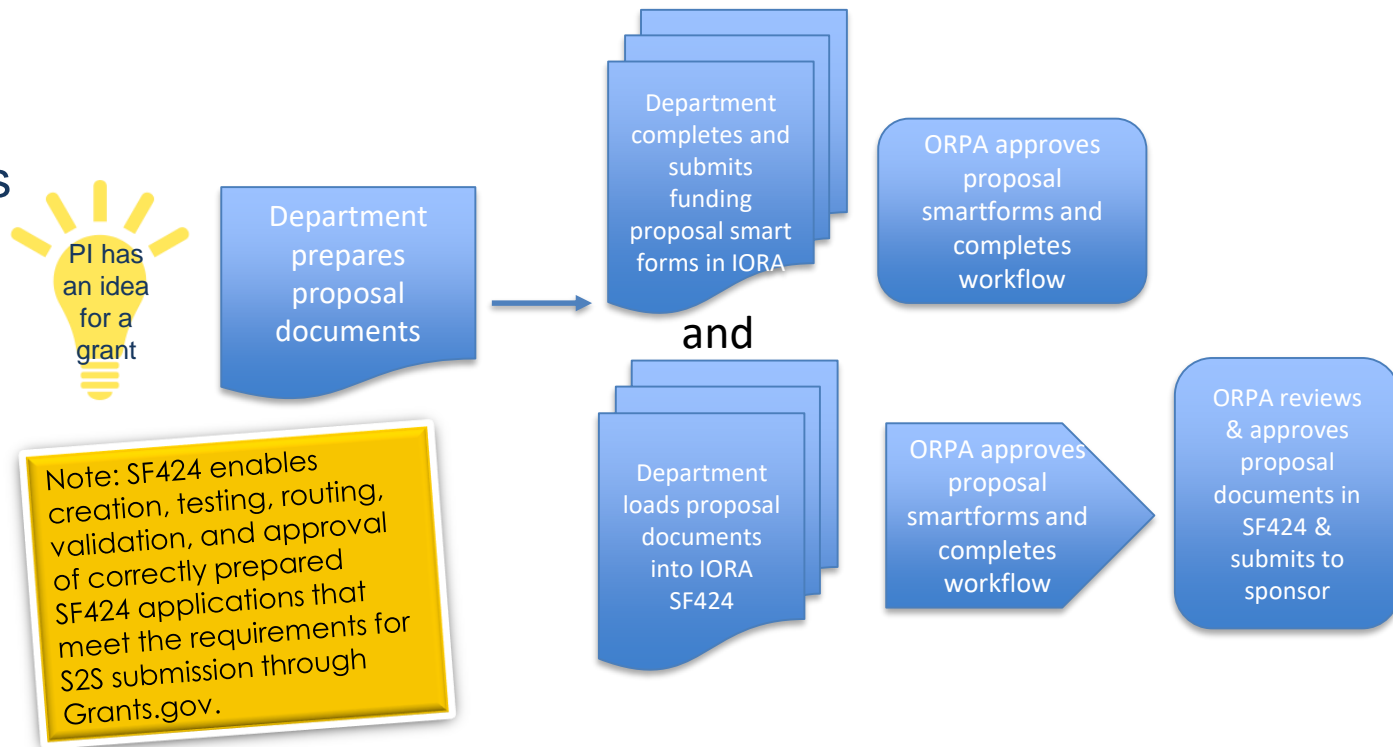 s
PI has
an idea
for a
grant
Department
prepares
proposal
documents
Department
completes and
submits
funding
proposal smart
forms in IORA
ORPA approves
proposal
smartforms and
completes
workflow
and
Department
loads proposal
documents
into IORA
SF424
ORPA approves
proposal
smartforms and
completes
workflow
ORPA reviews
& approves
proposal
documents in
SF424 &
submits to
sponsor
Note: SF424 enables
creation, testing, routing,
validation, and approval
of correctly prepared
SF424 applications that
meet the requirements for
S2S submission through
Grants.gov.